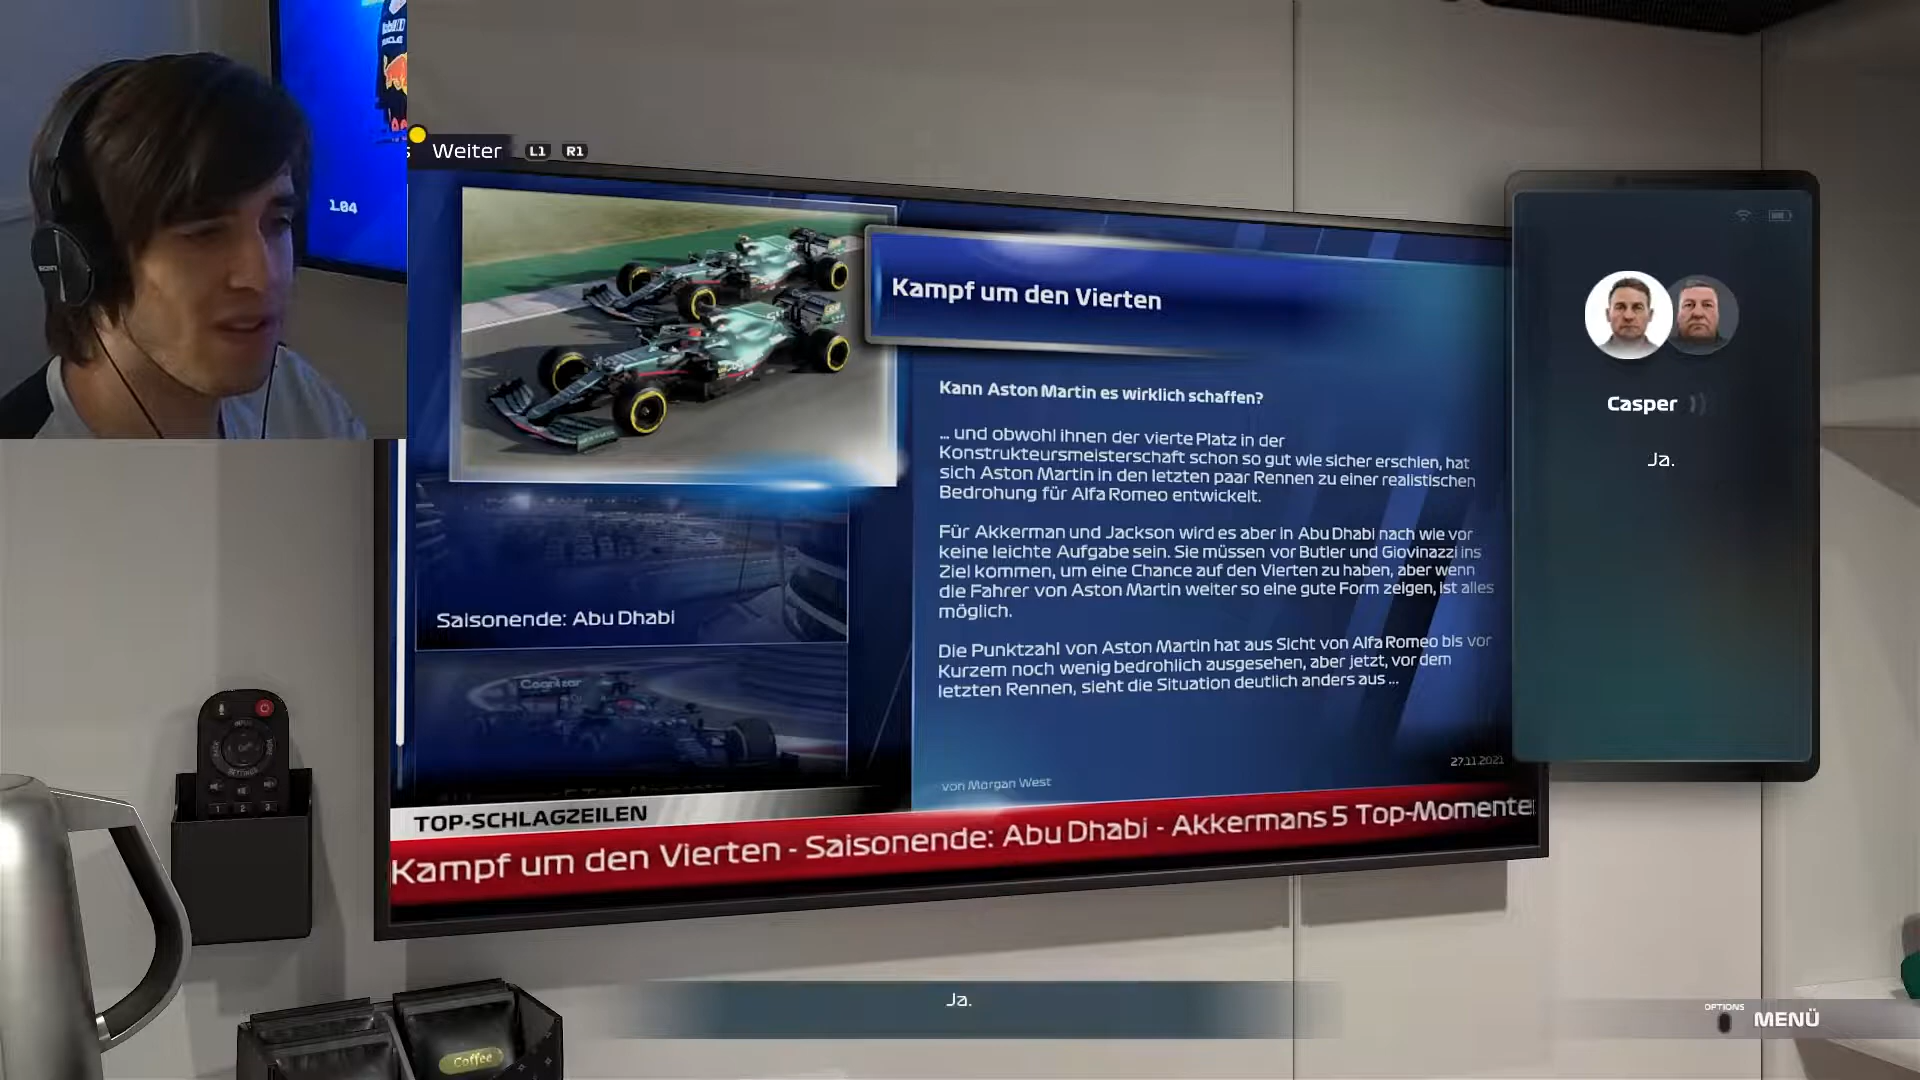 1.04
Weiter L1 R1
Kampf um den Vierten
Kann Aston Martin es wirklich schaffen?
... und obwohl ihnen der vierte Platz in der
Konstrukteursmeisterschaft schon so gut wie sicher erschien, hat
sich Aston Martin in den letzten paar Rennen zu einer realistischen
Bedrohung für Alfa Romeo entwickelt.
Für Akkerman und Jackson wird es aber in Abu Dhabi nach wie vor
keine leichte Aufgabe sein. Sie müssen vor Butler und Giovinazzi ins
Ziel kommen, um eine Chance auf den Vierten zu haben, aber wenn
die Fahrer von Aston Martin weiter so eine gute Form zeigen, ist alles
möglich.
Die Punktzahl von Aston Martin hat aus Sicht von Alfa Romeo bis vor
Kurzem noch wenig bedrohlich ausgesehen, aber jetzt, vor dem
letzten Rennen, sieht die Situation deutlich anders aus ...
27.11.2021
von Morgan West
Saisonende: Abu Dhabi
Cognizant
TOP-SCHLAGZEILEN
Kampf um den Vierten - Saisonende: Abu Dhabi - Akkermans 5 Top-Momente
Casper
Ja.
Ja.
OPTIONS
MENÜ
Coffee